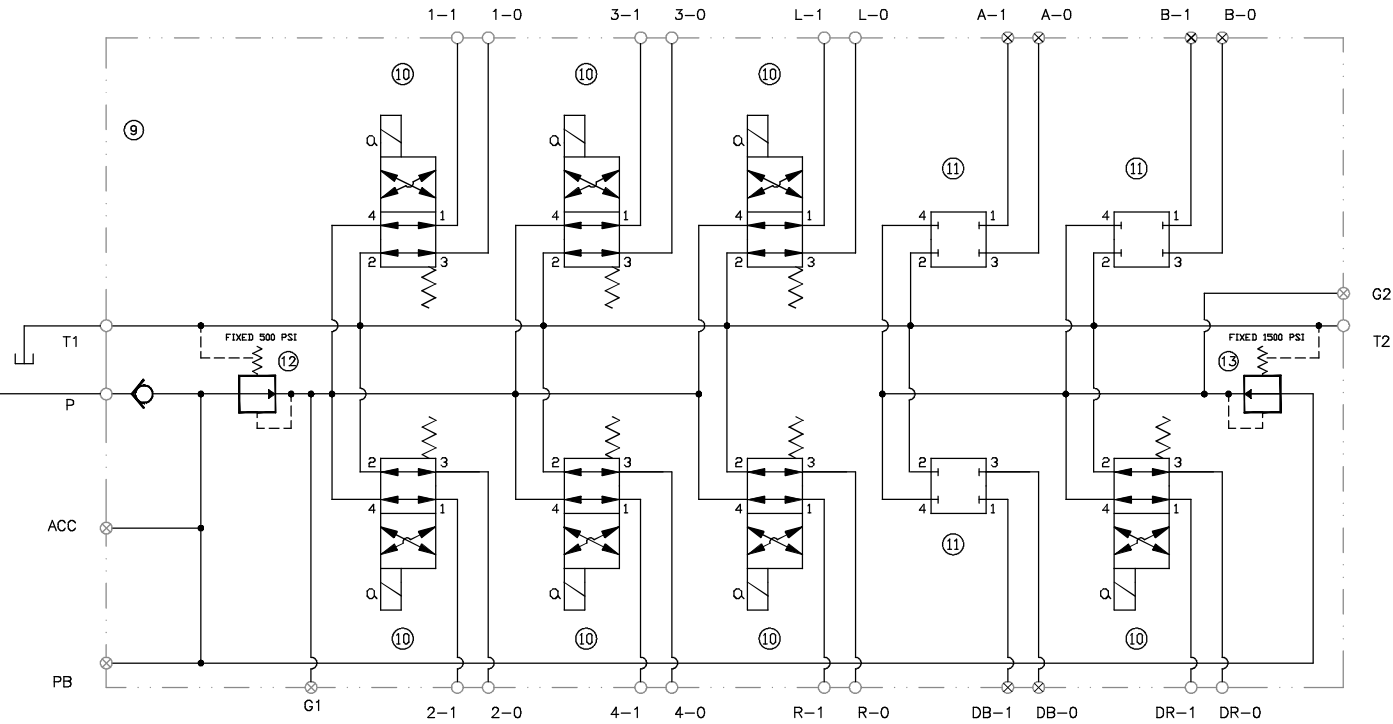 1-1 1-0 3-1 3-0 L-1 L-0 A-1 A-0 B-1 B-0
10 10 10
9
a a a
11 11
4 1 4 1 4 1 4 1 4 1
2 3 2 3 2 3 2 3 2 3
G2
T1 FIXED 500 PSI FIXED 1500 PSI T2
12 13
P
2 3 2 3 2 3 2 3 2 3
4 1 4 1 4 1 4 1 4 1
ACC
11
a a a a
10 10 10 10
PB
G1
2-1 2-0 4-1 4-0 R-1 R-0 DB-1 DB-0 DR-1 DR-0